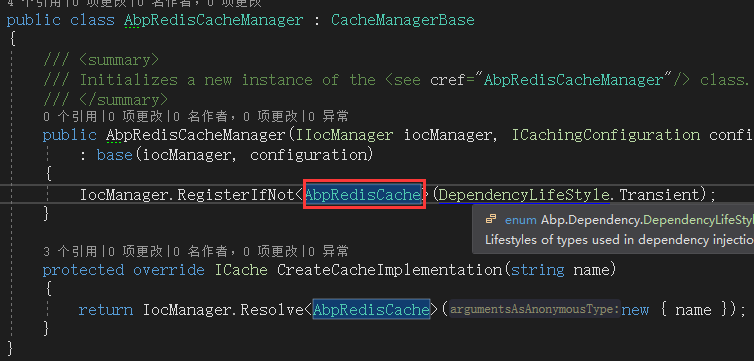 4 个引用|0 项更改|0 名作者, 0 项更改
public class AbpRedisCacheManager : CacheManagerBase
{
/// <summary>
/// Initializes a new instance of the <see cref="AbpRedisCacheManager"/> class.
/// </summary>
0 个引用|0 项更改|0 名作者, 0 项更改|0 异常
public AbpRedisCacheManager(IIocManager iocManager, ICachingConfiguration confi
: base(iocManager, configuration)
{
IocManager.RegisterIfNot<AbpRedisCache>(DependencyLifeStyle.Transient);
}
enum Abp.Dependency.DependencyLifeStyl
Lifestyles of types used in dependency injectio
3 个引用|0 项更改|0 名作者, 0 项更改|0 异常
protected override ICache CreateCacheImplementation(string name)
{
return IocManager.Resolve<AbpRedisCache>(argumentsAsAnonymousType:new { name });
}
}